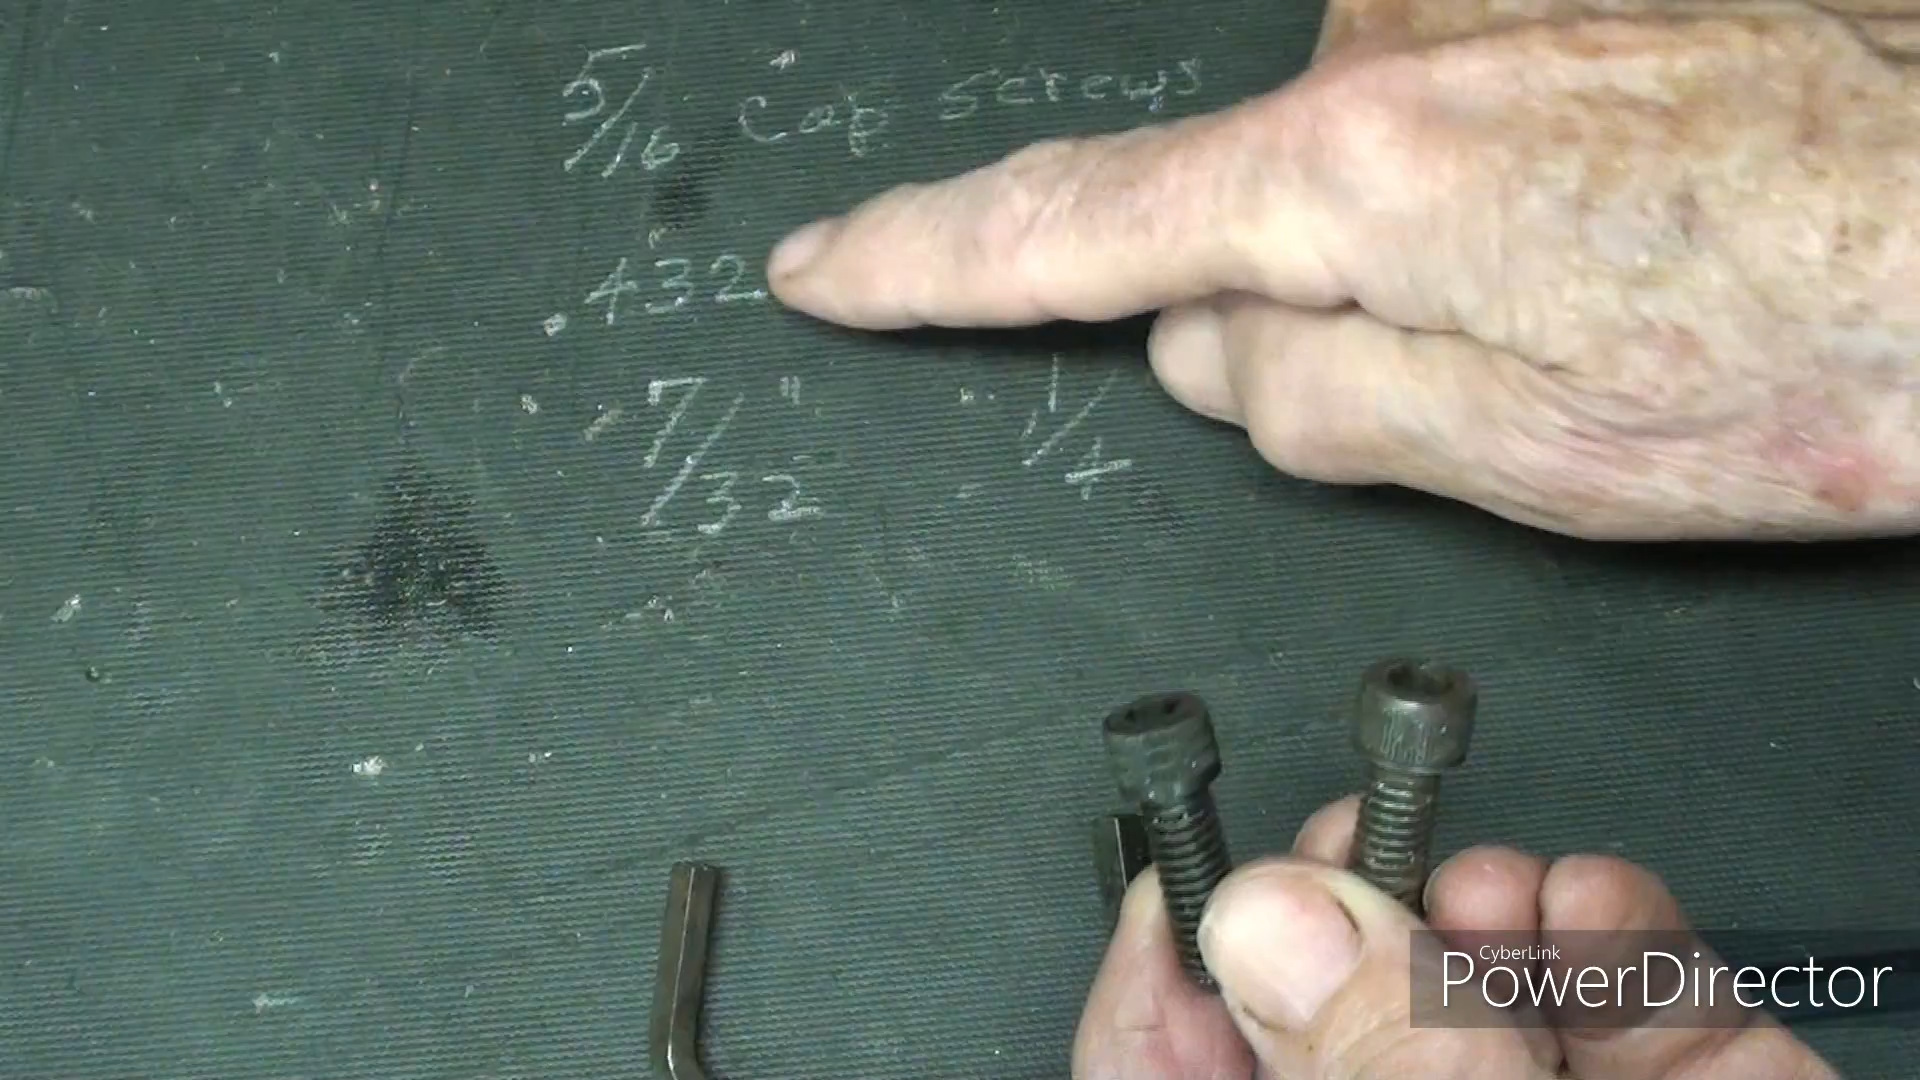 5/16 Cap screws
.432
7/32" 1/4
CyberLink
PowerDirector